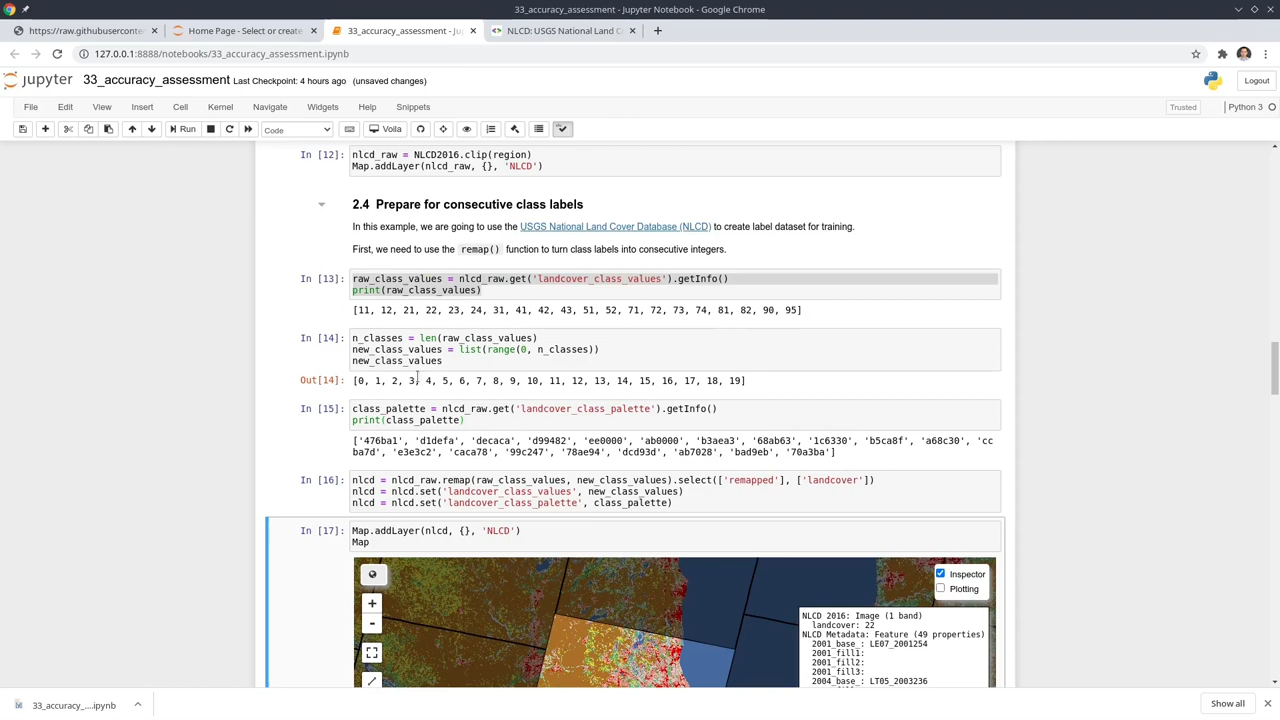 33_accuracy_assessment - Jupyter Notebook - Google Chrome
https://raw.githubuserconte
Home Page - Select or create
33_accuracy_assessment - Ju
NLCD: USGS National Land C
127.0.0.1:8888/notebooks/33_accuracy_assessment.ipynb
jupyter 33_accuracy_assessment Last Checkpoint: 4 hours ago (unsaved changes)
Logout
File Edit View Insert Cell Kernel Navigate Widgets Help Snippets
Trusted Python 3
Run Code Voila
In [12]: nlcd_raw = NLCD2016.clip(region)
Map.addLayer(nlcd_raw, {}, 'NLCD')
2.4 Prepare for consecutive class labels
In this example, we are going to use the USGS National Land Cover Database (NLCD) to create label dataset for training.
First, we need to use the remap() function to turn class labels into consecutive integers.
In [13]: raw_class_values = nlcd_raw.get('landcover_class_values').getInfo()
print(raw_class_values)
[11, 12, 21, 22, 23, 24, 31, 41, 42, 43, 51, 52, 71, 72, 73, 74, 81, 82, 90, 95]
In [14]: n_classes = len(raw_class_values)
new_class_values = list(range(0, n_classes))
new_class_values
Out[14]: [0, 1, 2, 3, 4, 5, 6, 7, 8, 9, 10, 11, 12, 13, 14, 15, 16, 17, 18, 19]
In [15]: class_palette = nlcd_raw.get('landcover_class_palette').getInfo()
print(class_palette)
['476ba1', 'd1defa', 'decaca', 'd99482', 'ee0000', 'ab0000', 'b3aea3', '68ab63', '1c6330', 'b5ca8f', 'a68c30', 'cc
ba7d', 'e3e3c2', 'caca78', '99c247', '78ae94', 'dcd93d', 'ab7028', 'bad9eb', '70a3ba']
In [16]: nlcd = nlcd_raw.remap(raw_class_values, new_class_values).select(['remapped'], ['landcover'])
nlcd = nlcd.set('landcover_class_values', new_class_values)
nlcd = nlcd.set('landcover_class_palette', class_palette)
In [17]: Map.addLayer(nlcd, {}, 'NLCD')
Map
+
-
Inspector
Plotting
NLCD 2016: Image (1 band)
landcover: 22
NLCD Metadata: Feature (49 properties)
2001_base_: LE07_2001254
2001_fill1:
2001_fill2:
2001_fill3:
2004_base_: LT05_2003236
33_accuracy_....ipynb
Show all